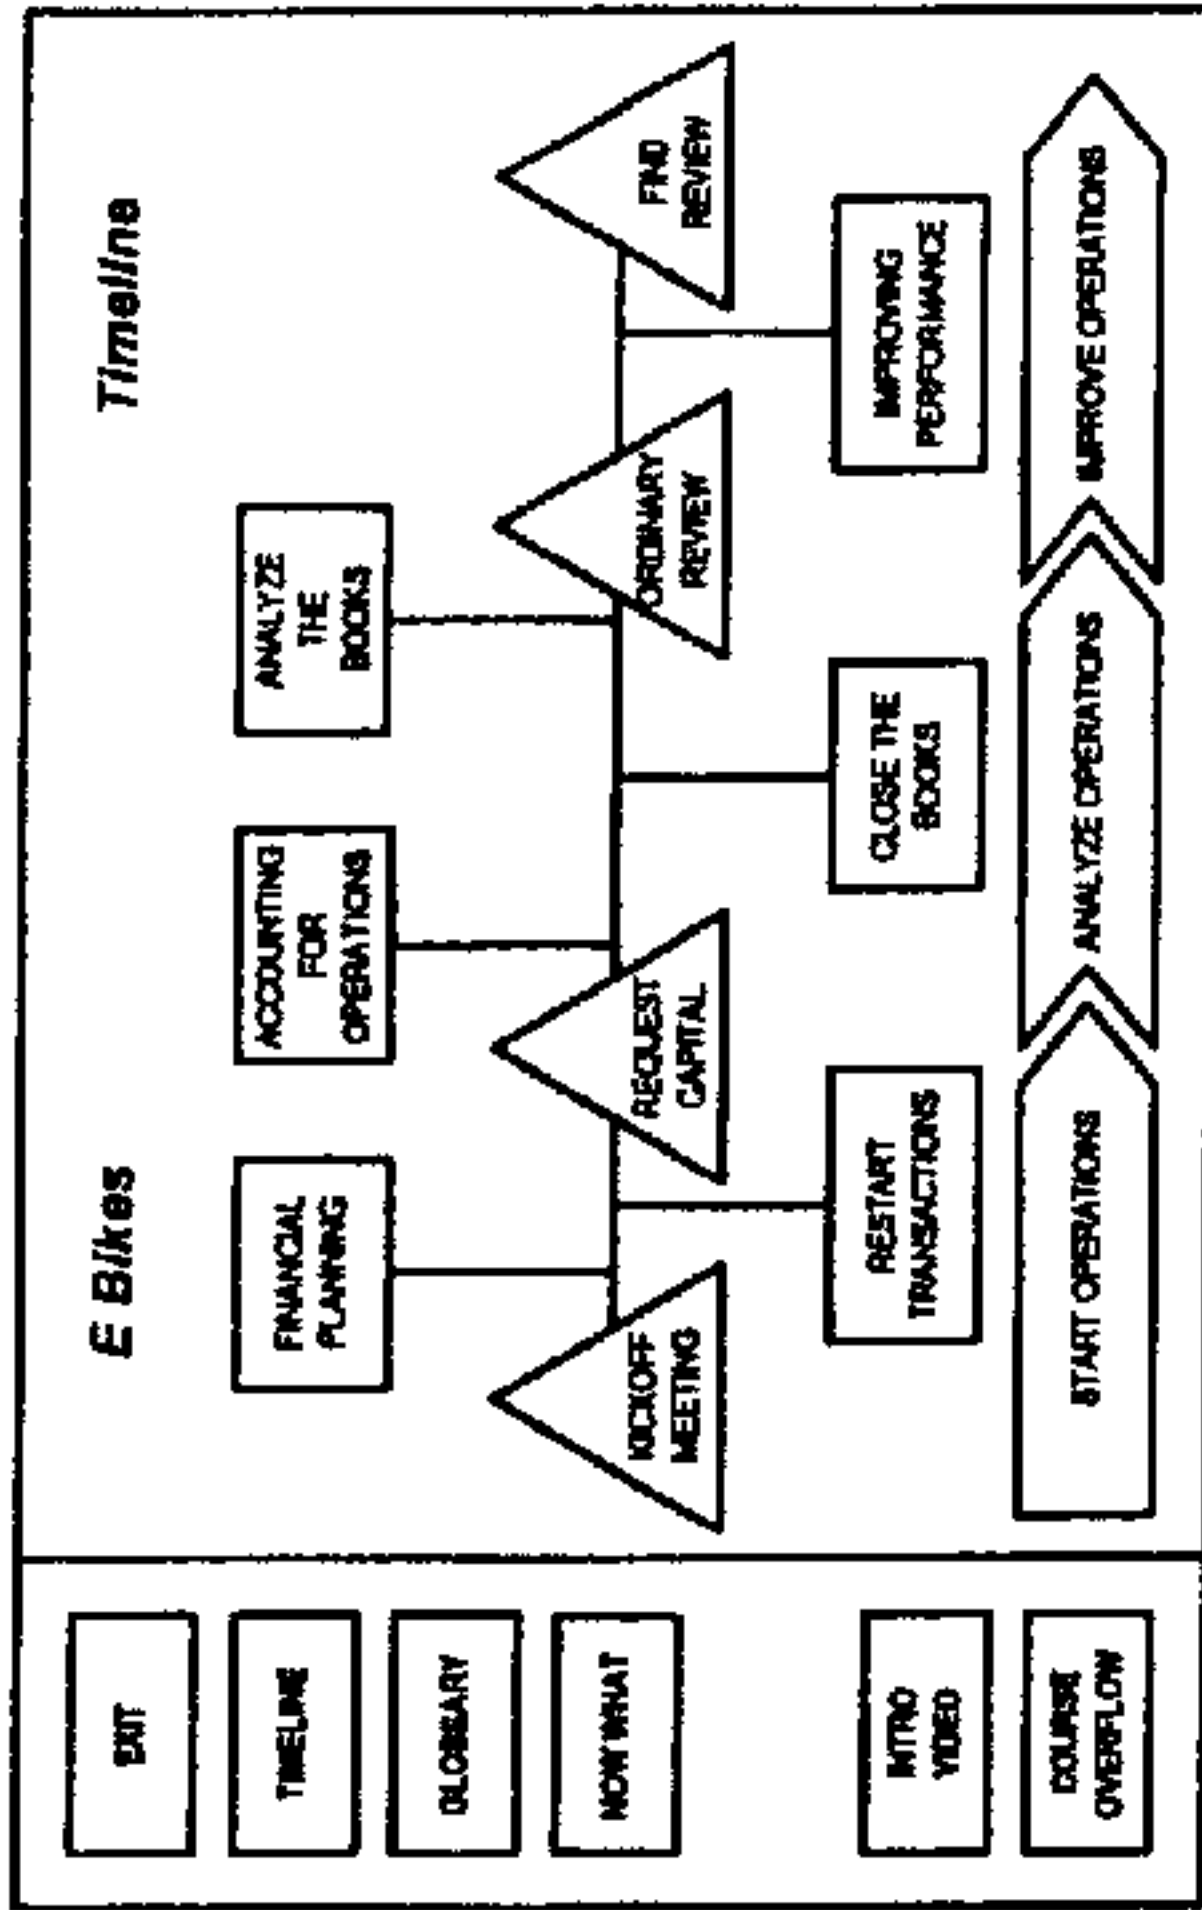 E Bikes
Timeline
EXIT
TIMELINE
GLOSSARY
NOW WHAT
INTRO
VIDEO
COURSE
OVERFLOW
FINANCIAL
PLANNING
ACCOUNTING
FOR
OPERATIONS
ANALYZE
THE
BOOKS
KICKOFF
MEETING
REQUEST
CAPITAL
ORDINARY
REVIEW
FIND
REVIEW
RESTART
TRANSACTIONS
CLOSE THE
BOOKS
IMPROVING
PERFORMANCE
START OPERATIONS
ANALYZE OPERATIONS
IMPROVE OPERATIONS